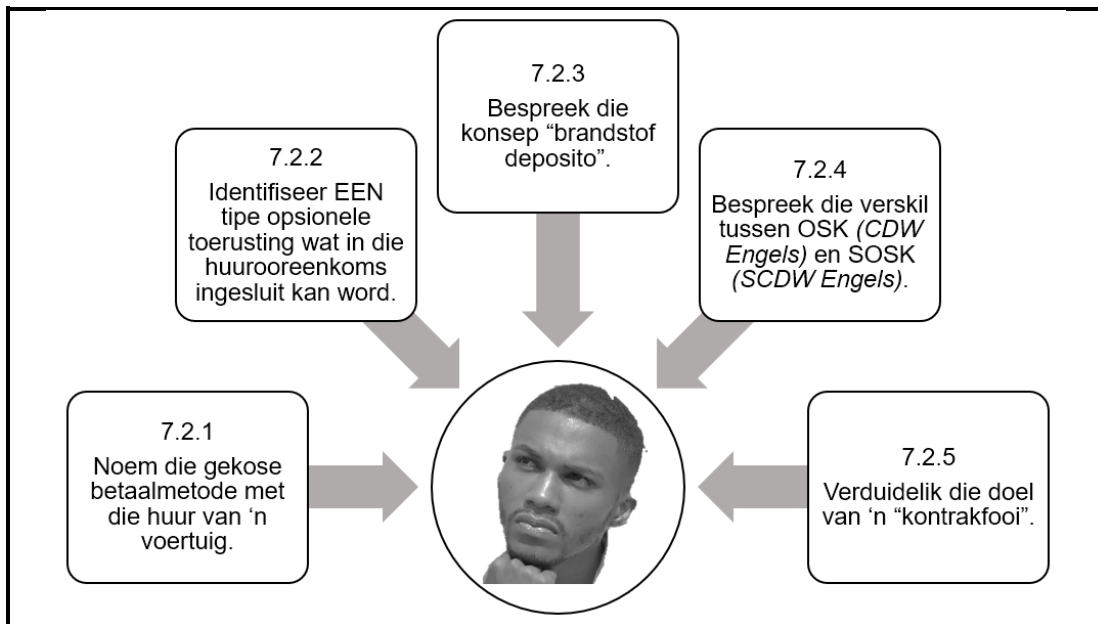 7.2.1
Noem die gekose
betaalmetode met
die huur van ‘n
voertuig.
7.2.2
Identifiseer EEN
tipe opsionele
toerusting wat in die
huurooreenkoms
ingesluit kan word.
7.2.3
Bespreek die
konsep “brandstof
deposito”.
7.2.4
Bespreek die verskil
tussen OSK (CDW
Engels) en SOSK
(SCDW Engels).
7.2.5
Verduidelik die doel
van ‘n “kontrakfooi”.